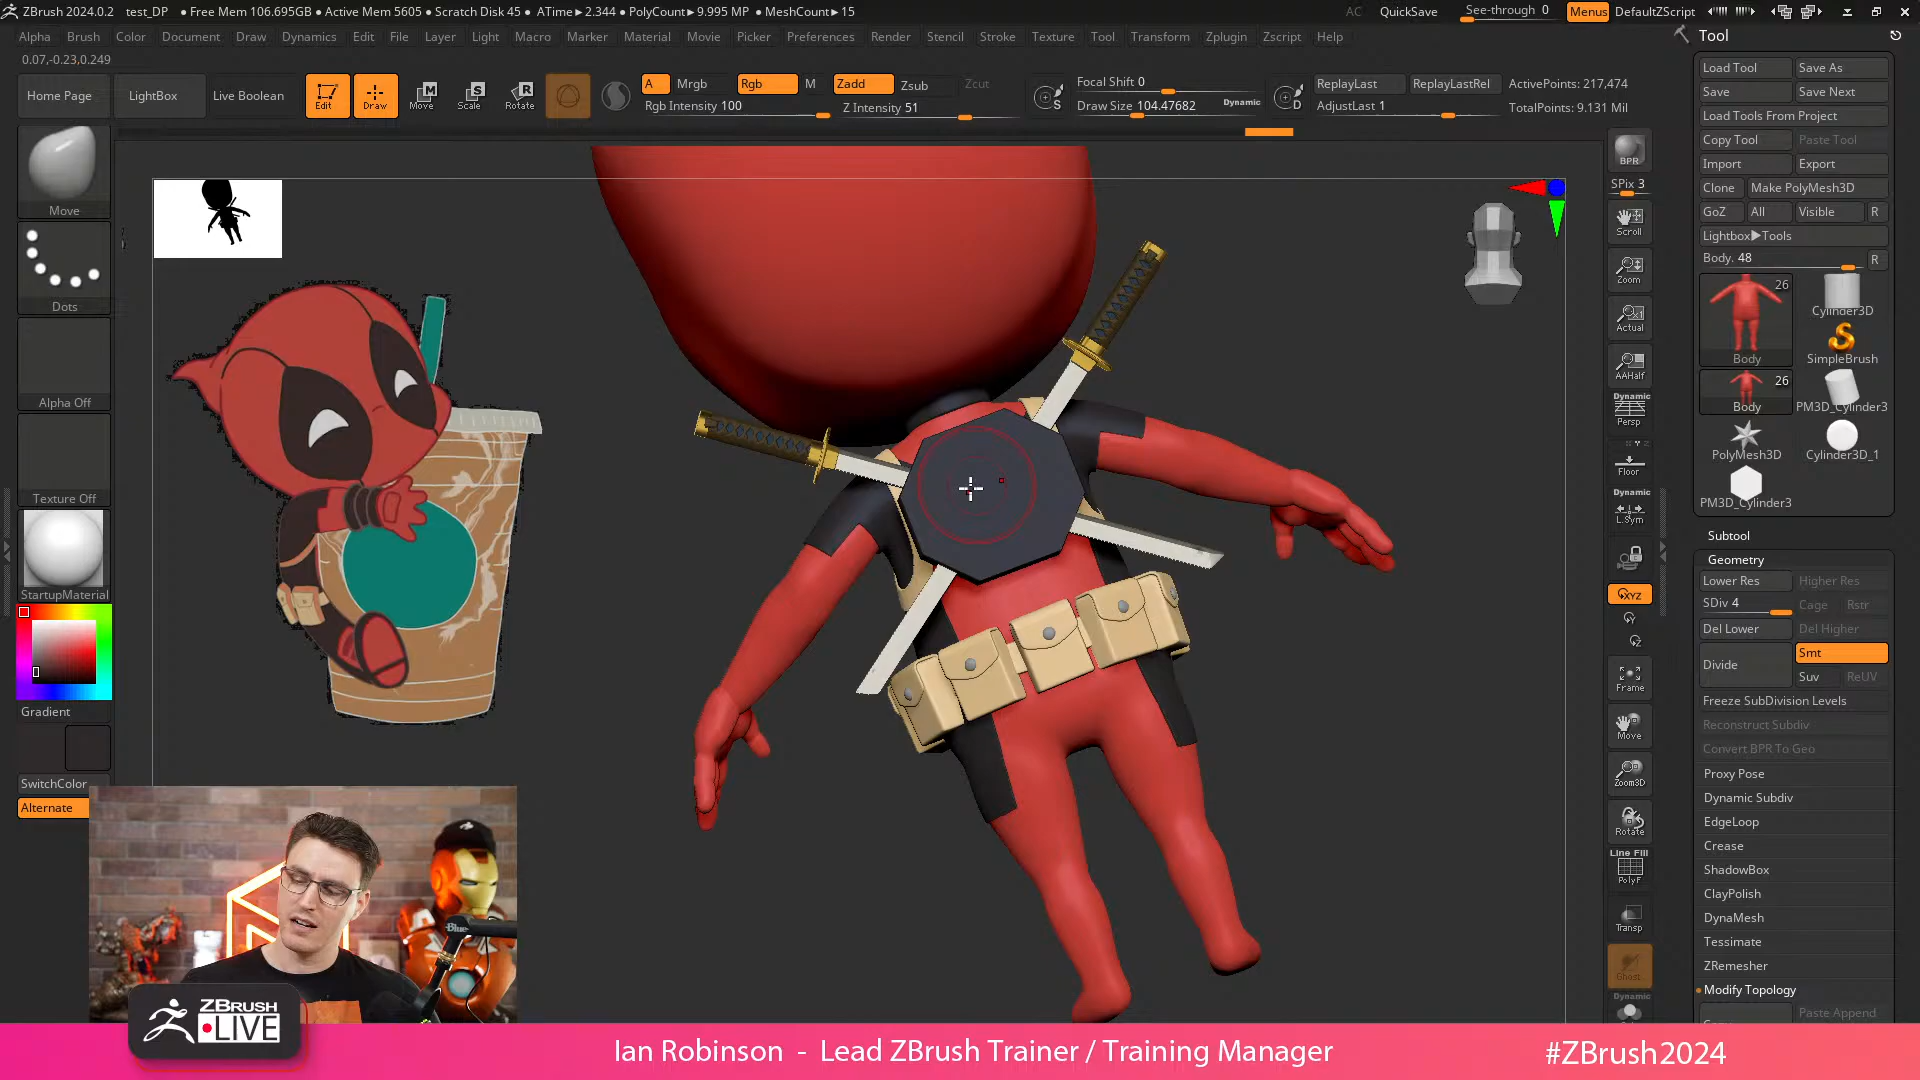 ZBrush 2024.0.2 test_DP ● Free Mem 106.695GB ● Active Mem 5605 ● Scratch Disk 45 ● ATime►2.344 ● PolyCount►9.995 MP ● MeshCount►15 AC QuickSave See-through 0 Menus DefaultZScript
Alpha Brush Color Document Draw Dynamics Edit File Layer Light Macro Marker Material Movie Picker Preferences Render Stencil Stroke Texture Tool Transform Zplugin Zscript Help
0.07,-0.23,0.249
Home Page LightBox Live Boolean Edit Draw Move Scale Rotate
A Mrgb Rgb M Zadd Zsub Zcut
Rgb Intensity 100 Z Intensity 51
Focal Shift 0
Draw Size 104.47682 Dynamic
ReplayLast ReplayLastRel ActivePoints: 217,474
AdjustLast 1 TotalPoints: 9.131 Mil
Move
Dots
Alpha Off
Texture Off
StartupMaterial
Gradient
SwitchColor
Alternate
BPR
SPix 3
Scroll
Zoom
Actual
AAHalf
Dynamic
Persp
Floor
Dynamic
L.Sym
XYZ
Frame
Move
Zoom3D
Rotate
Line Fill
PolyF
Transp
Ghost
Dynamic
Tool
Load Tool Save As
Save Save Next
Load Tools From Project
Copy Tool Paste Tool
Import Export
Clone Make PolyMesh3D
GoZ All Visible R
Lightbox►Tools
Body. 48 R
26
Cylinder3D
Body SimpleBrush
26
Body PM3D_Cylinder3
PolyMesh3D Cylinder3D_1
PM3D_Cylinder3
Subtool
Geometry
Lower Res Higher Res
SDiv 4 Cage Rstr
Del Lower Del Higher
Divide Smt
Suv ReUV
Freeze SubDivision Levels
Reconstruct Subdiv
Convert BPR To Geo
Proxy Pose
Dynamic Subdiv
EdgeLoop
Crease
ShadowBox
ClayPolish
DynaMesh
Tessimate
ZRemesher
Modify Topology
Paste Append
Blue
ZBRUSH
LIVE
Ian Robinson - Lead ZBrush Trainer / Training Manager
#ZBrush2024